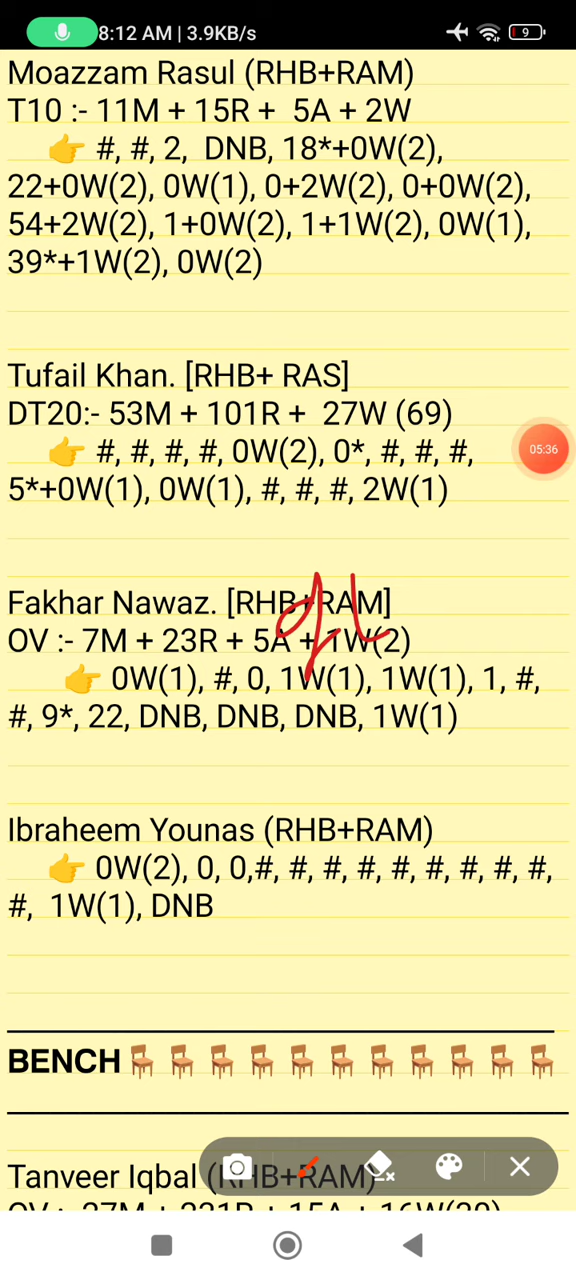 8:12 AM | 3.9KB/s
9
Moazzam Rasul (RHB+RAM)
T10 :- 11M + 15R + 5A + 2W
👉 #, #, 2, DNB, 18*+0W(2),
22+0W(2), 0W(1), 0+2W(2), 0+0W(2),
54+2W(2), 1+0W(2), 1+1W(2), 0W(1),
39*+1W(2), 0W(2)
Tufail Khan. [RHB+ RAS]
DT20:- 53M + 101R + 27W (69)
👉 #, #, #, #, 0W(2), 0*, #, #, #,
05:36
5*+0W(1), 0W(1), #, #, #, 2W(1)
Fakhar Nawaz. [RHB+RAM]
OV :- 7M + 23R + 5A + 1W(2)
👉 0W(1), #, 0, 1W(1), 1W(1), 1, #,
#, 9*, 22, DNB, DNB, DNB, 1W(1)
Ibraheem Younas (RHB+RAM)
👉 0W(2), 0, 0,#, #, #, #, #, #, #, #, #,
#, 1W(1), DNB
BENCH🪑🪑🪑🪑🪑🪑🪑🪑🪑🪑🪑
Tanveer Iqbal (RHB+RAM)